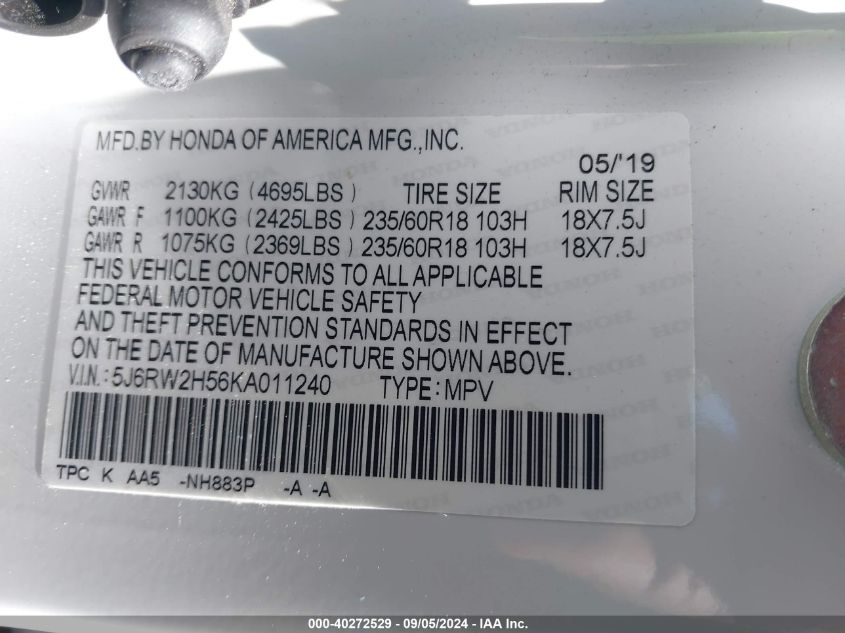 MFD.BY HONDA OF AMERICA MFG.,INC.
05/'19
GVWR 2130KG (4695LBS ) TIRE SIZE RIM SIZE
GAWR F 1100KG (2425LBS ) 235/60R18 103H 18X7.5J
GAWR R 1075KG (2369LBS ) 235/60R18 103H 18X7.5J
THIS VEHICLE CONFORMS TO ALL APPLICABLE
FEDERAL MOTOR VEHICLE SAFETY
AND THEFT PREVENTION STANDARDS IN EFFECT
ON THE DATE OF MANUFACTURE SHOWN ABOVE.
V.I.N.: 5J6RW2H56KA011240 TYPE: MPV
TPC K AA5 -NH883P -A -A
000-40272529 - 09/05/2024 - IAA Inc.